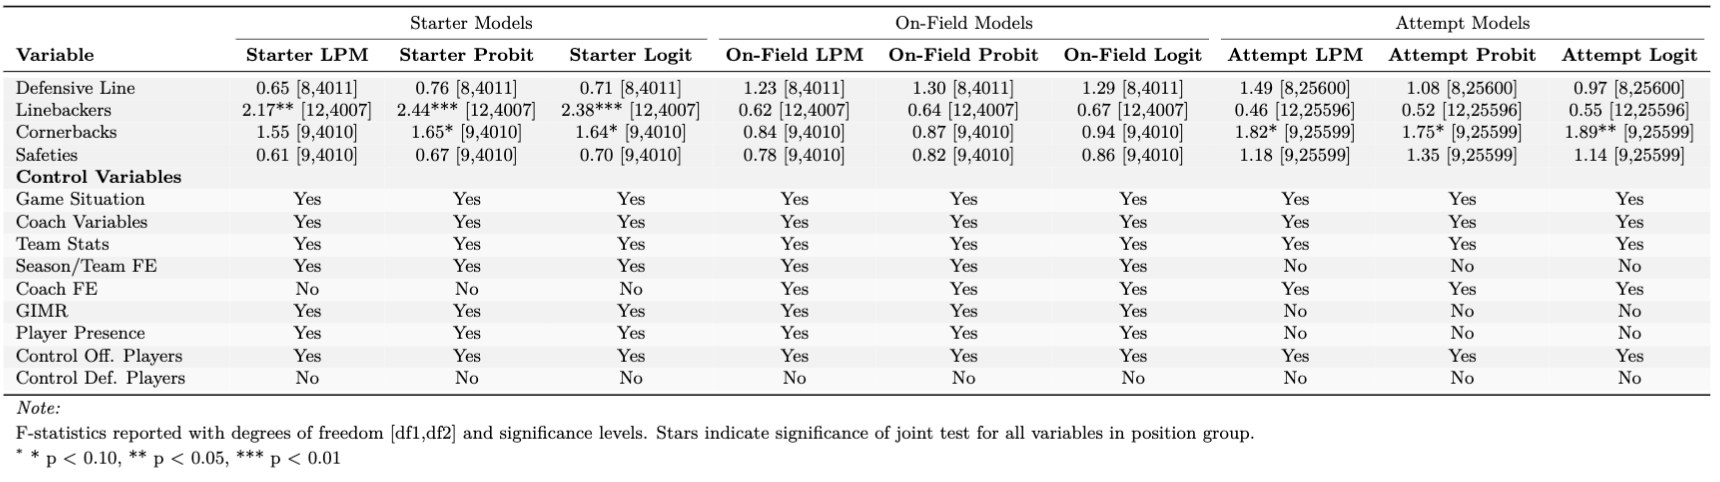 Starter Models On-Field Models Attempt Models
Variable Starter LPM Starter Probit Starter Logit On-Field LPM On-Field Probit On-Field Logit Attempt LPM Attempt Probit Attempt Logit
Defensive Line 0.65 [8,4011] 0.76 [8,4011] 0.71 [8,4011] 1.23 [8,4011] 1.30 [8,4011] 1.29 [8,4011] 1.49 [8,25600] 1.08 [8,25600] 0.97 [8,25600]
Linebackers 2.17** [12,4007] 2.44*** [12,4007] 2.38*** [12,4007] 0.62 [12,4007] 0.64 [12,4007] 0.67 [12,4007] 0.46 [12,25596] 0.52 [12,25596] 0.55 [12,25596]
Cornerbacks 1.55 [9,4010] 1.65* [9,4010] 1.64* [9,4010] 0.84 [9,4010] 0.87 [9,4010] 0.94 [9,4010] 1.82* [9,25599] 1.75* [9,25599] 1.89** [9,25599]
Safeties 0.61 [9,4010] 0.67 [9,4010] 0.70 [9,4010] 0.78 [9,4010] 0.82 [9,4010] 0.86 [9,4010] 1.18 [9,25599] 1.35 [9,25599] 1.14 [9,25599]
Control Variables
Game Situation Yes Yes Yes Yes Yes Yes Yes Yes Yes
Coach Variables Yes Yes Yes Yes Yes Yes Yes Yes Yes
Team Stats Yes Yes Yes Yes Yes Yes Yes Yes Yes
Season/Team FE Yes Yes Yes Yes Yes Yes No No No
Coach FE No No No Yes Yes Yes Yes Yes Yes
GIMR Yes Yes Yes Yes Yes Yes No No No
Player Presence Yes Yes Yes Yes Yes Yes No No No
Control Off. Players Yes Yes Yes Yes Yes Yes Yes Yes Yes
Control Def. Players No No No No No No No No No
Note:
F-statistics reported with degrees of freedom [df1,df2] and significance levels. Stars indicate significance of joint test for all variables in position group.
* * p < 0.10, ** p < 0.05, *** p < 0.01